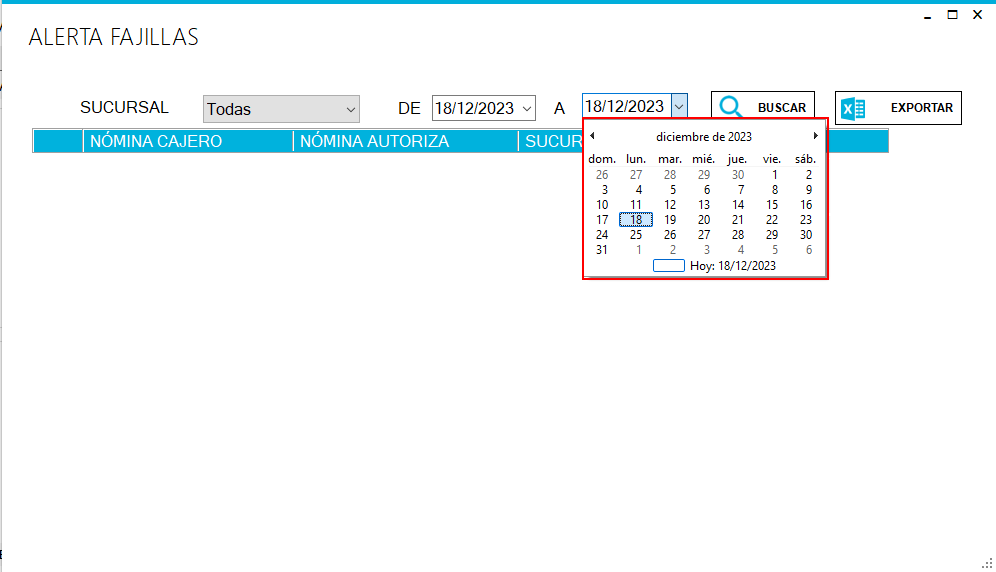 ALERTA FAJILLAS
SUCURSAL Todas DE 18/12/2023 A 18/12/2023 BUSCAR EXPORTAR
NÓMINA CAJERO NÓMINA AUTORIZA SUCUR
diciembre de 2023
dom. lun. mar. mié. jue. vie. sáb.
26 27 28 29 30 1 2
3 4 5 6 7 8 9
10 11 12 13 14 15 16
17 18 19 20 21 22 23
24 25 26 27 28 29 30
31 1 2 3 4 5 6
Hoy: 18/12/2023